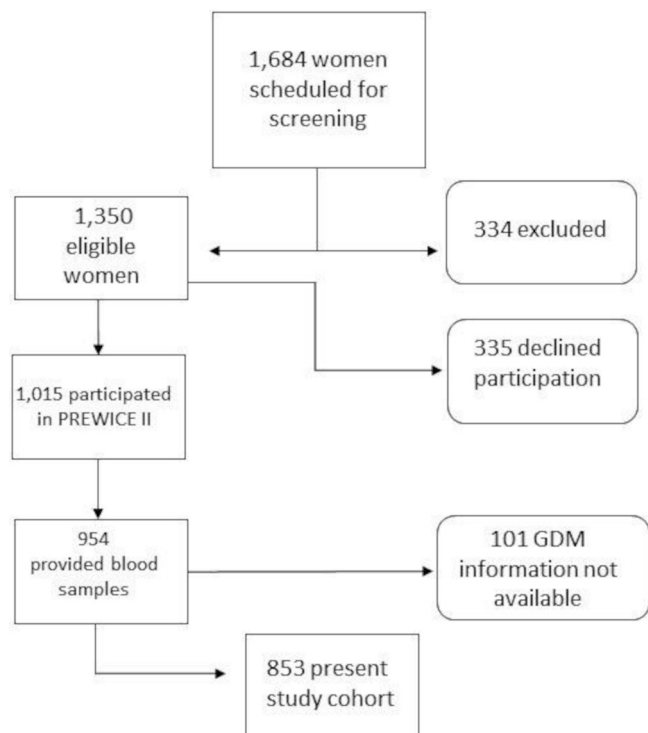 1,684 women
scheduled for
screening
1,350
eligible
women
334 excluded
335 declined
participation
1,015 participated
in PREWICE II
954
provided blood
samples
101 GDM
information not
available
853 present
study cohort